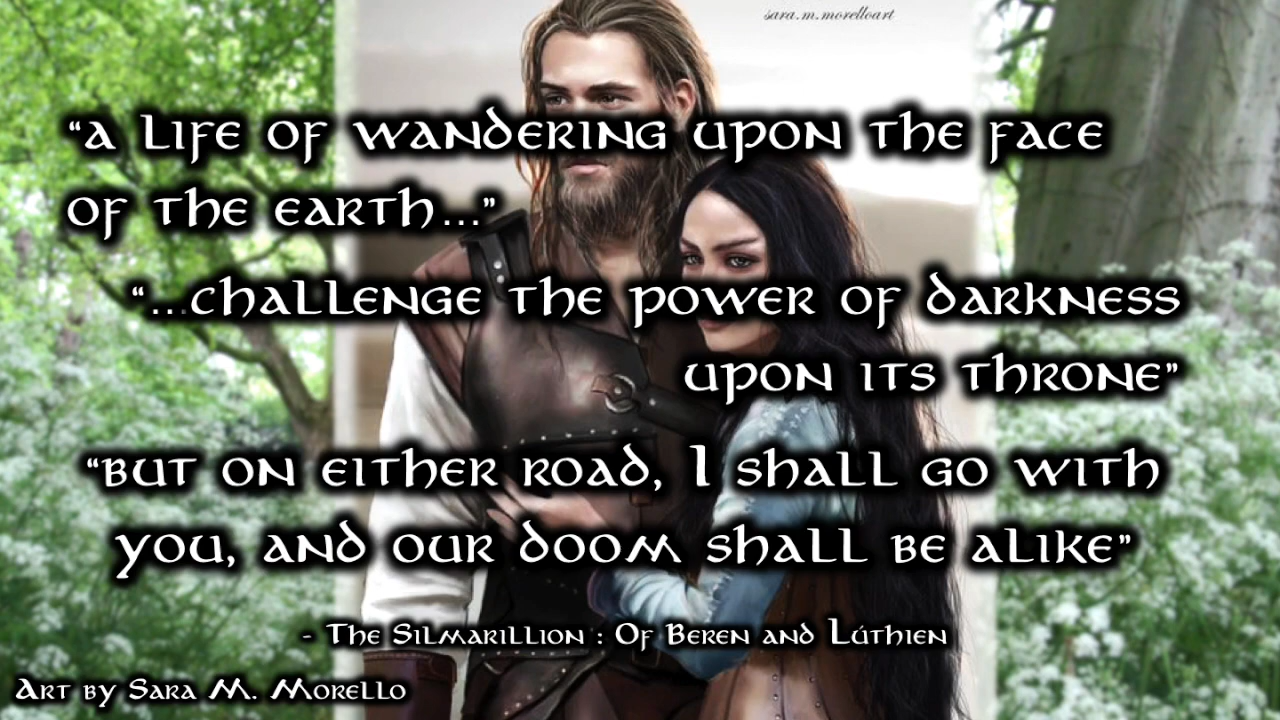 sara.m.morelloart
“A life of wandering upon the face
of the earth...”
“...challenge the power of darkness
upon its throne”
“But on either road, I shall go with
you, and our doom shall be alike”
- The Silmarillion : Of Beren and Lúthien
Art by Sara M. Morello